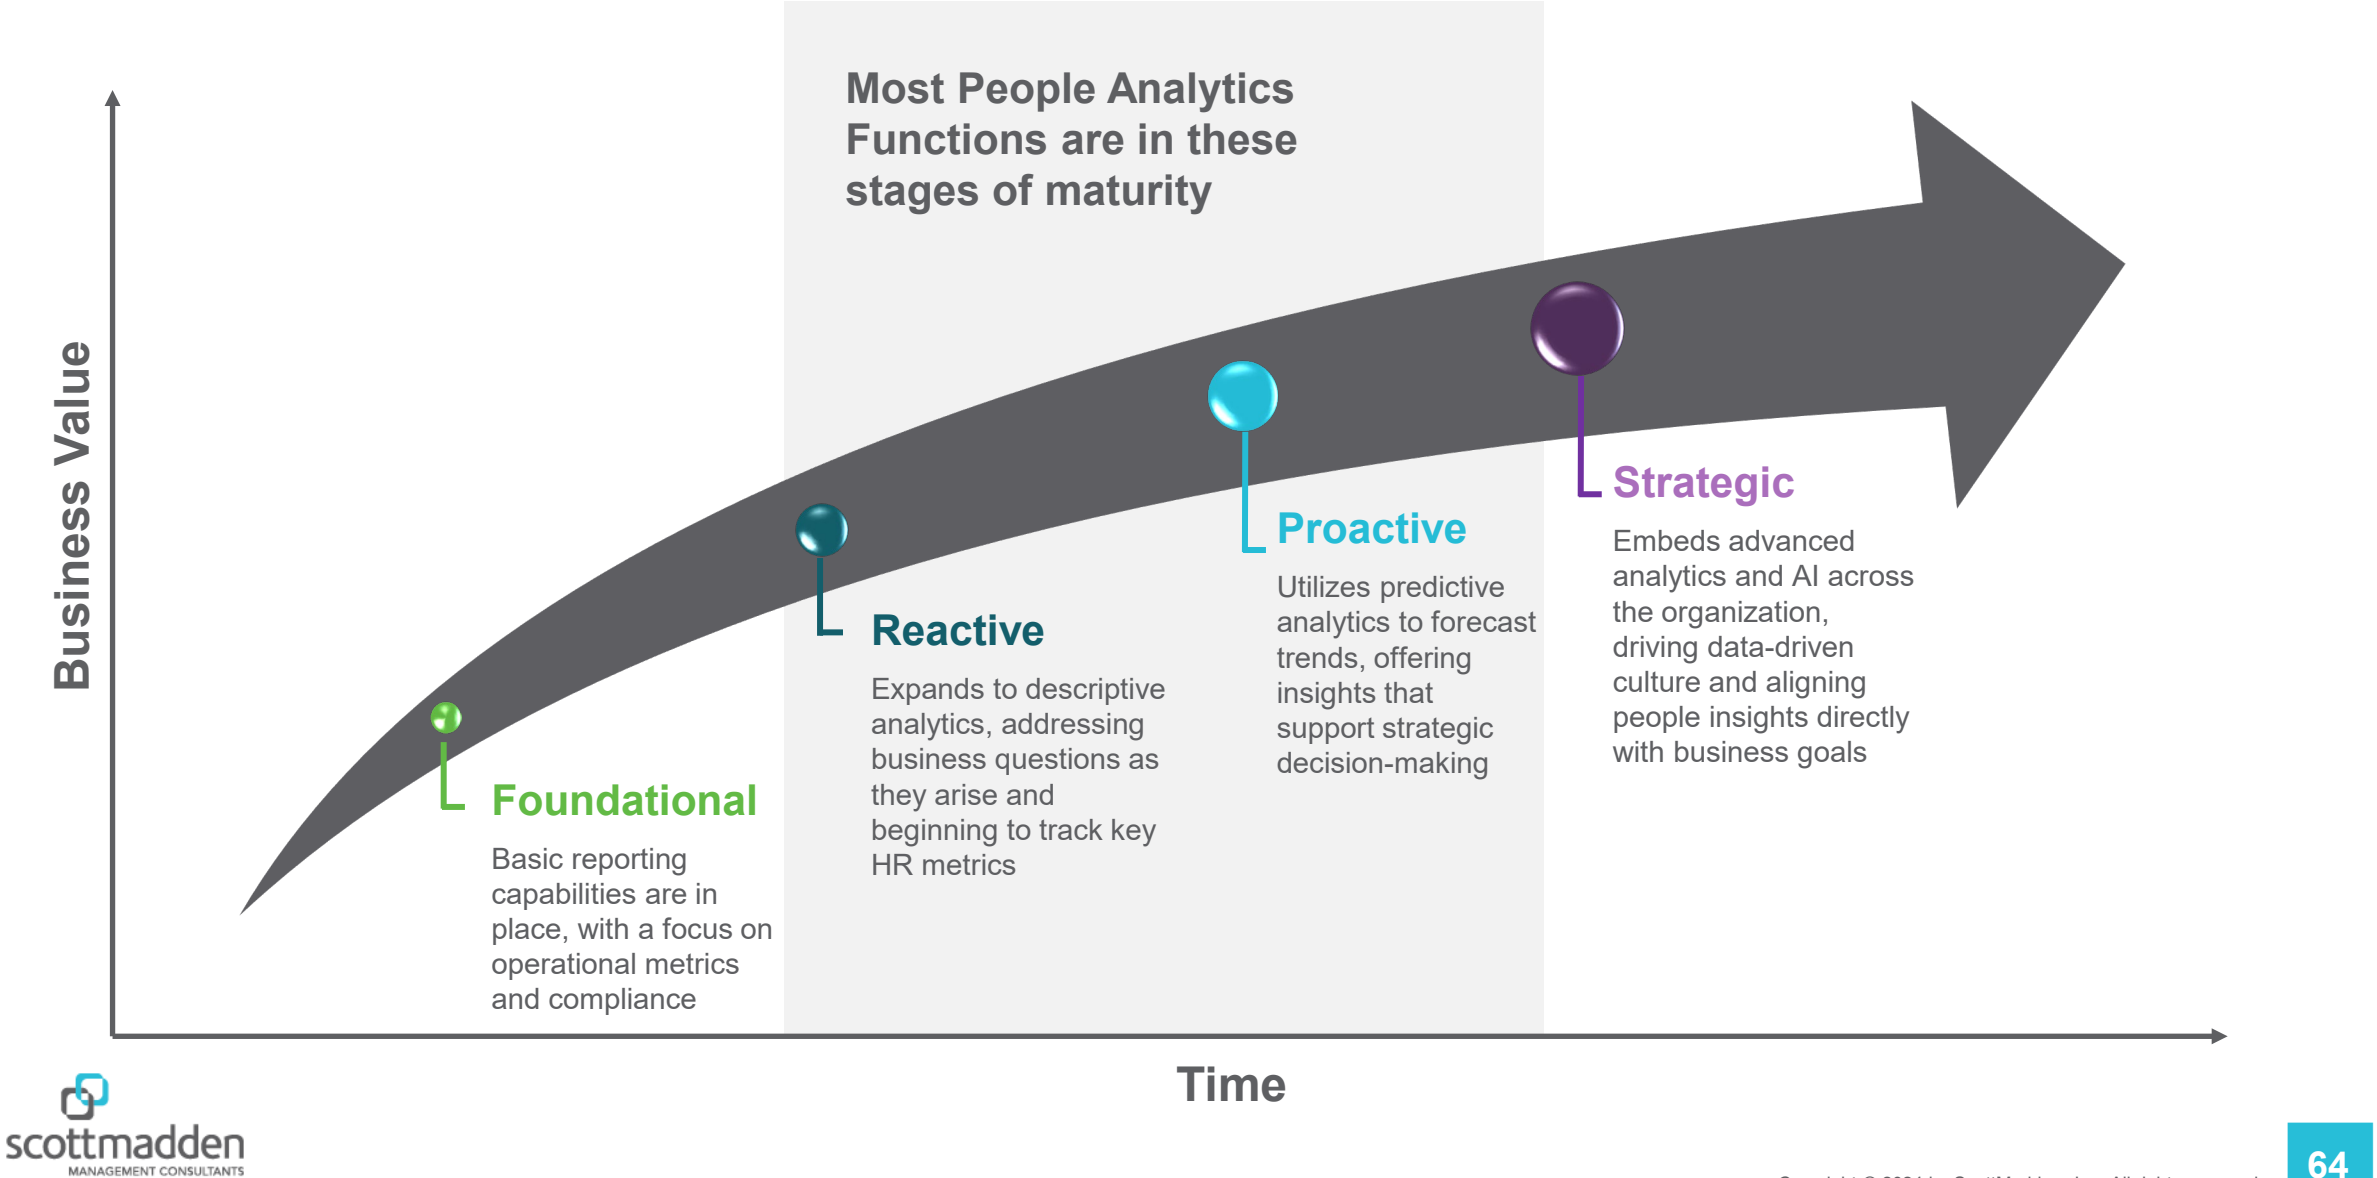 Most People Analytics
Functions are in these
stages of maturity
Business Value
Strategic
Embeds advanced
analytics and AI across
the organization,
driving data-driven
culture and aligning
people insights directly
with business goals
Proactive
Utilizes predictive
analytics to forecast
trends, offering
insights that
support strategic
decision-making
Reactive
Expands to descriptive
analytics, addressing
business questions as
they arise and
beginning to track key
HR metrics
Foundational
Basic reporting
capabilities are in
place, with a focus on
operational metrics
and compliance
Time
scottmadden
MANAGEMENT CONSULTANTS
64